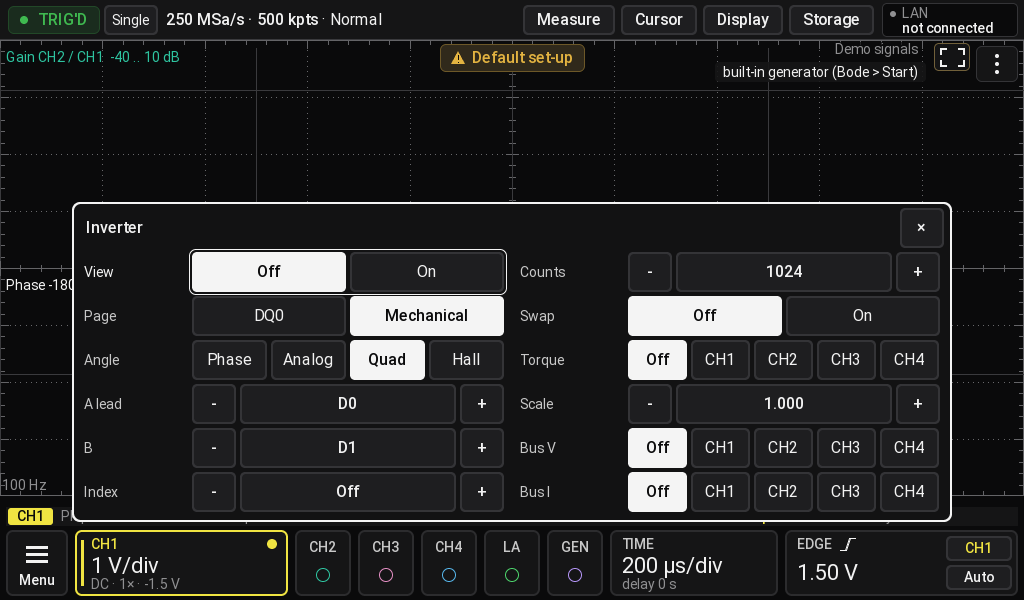 TRIG'D
Single
250 MSa/s · 500 kpts · Normal
Measure
Cursor
Display
Storage
LAN
not connected
Gain CH2 / CH1 -40 .. 10 dB
Default set-up
Demo signals
built-in generator (Bode > Start)
Inverter
×
View
Off
On
Counts
-
1024
+
Page
DQ0
Mechanical
Swap
Off
On
Phase -180
Angle
Phase
Analog
Quad
Hall
Torque
Off
CH1
CH2
CH3
CH4
A lead
-
D0
+
Scale
-
1.000
+
B
-
D1
+
Bus V
Off
CH1
CH2
CH3
CH4
100 Hz
Index
-
Off
+
Bus I
Off
CH1
CH2
CH3
CH4
CH1
Menu
CH1
1 V/div
DC · 1× · -1.5 V
CH2
CH3
CH4
LA
GEN
TIME
200 µs/div
delay 0 s
EDGE
1.50 V
CH1
Auto